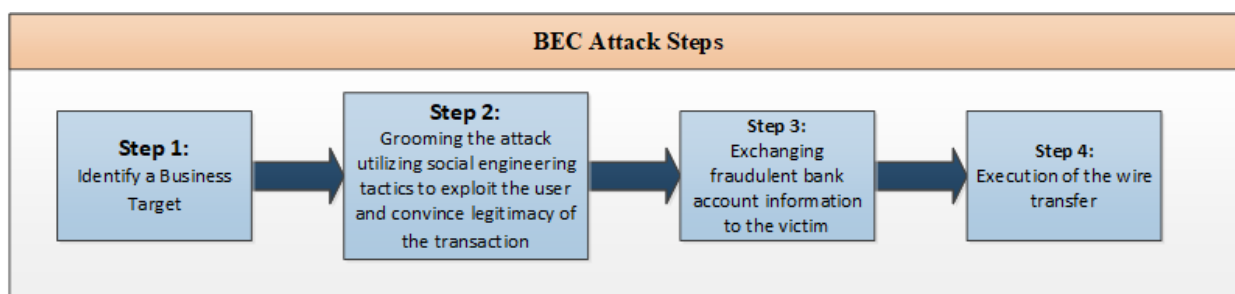 BEC Attack Steps
Step 1:
Identify a Business
Target
Step 2:
Grooming the attack
utilizing social engineering
tactics to exploit the user
and convince legitimacy of
the transaction
Step 3:
Exchanging
fraudulent bank
account information
to the victim
Step 4:
Execution of the wire
transfer